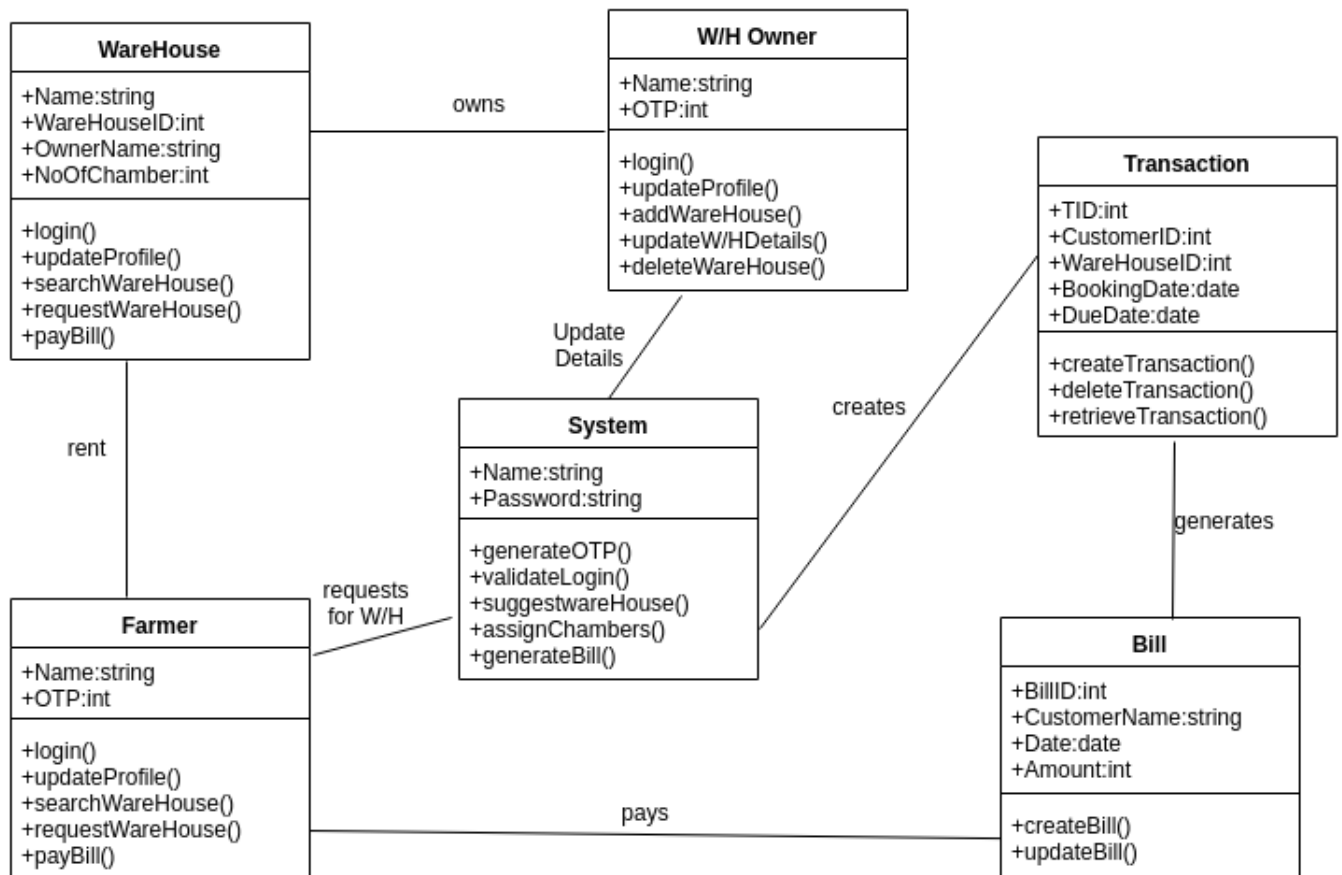 WareHouse
+Name:string
+WareHouseID:int
+OwnerName:string
+NoOfChamber:int
+login()
+updateProfile()
+searchWareHouse()
+requestWareHouse()
+payBill()
owns
W/H Owner
+Name:string
+OTP:int
+login()
+updateProfile()
+addWareHouse()
+updateW/HDetails()
+deleteWareHouse()
Transaction
+TID:int
+CustomerID:int
+WareHouseID:int
+BookingDate:date
+DueDate:date
+createTransaction()
+deleteTransaction()
+retrieveTransaction()
Update
Details
creates
rent
System
+Name:string
+Password:string
+generateOTP()
+validateLogin()
+suggestwareHouse()
+assignChambers()
+generateBill()
generates
requests
for W/H
Farmer
+Name:string
+OTP:int
+login()
+updateProfile()
+searchWareHouse()
+requestWareHouse()
+payBill()
pays
Bill
+BillID:int
+CustomerName:string
+Date:date
+Amount:int
+createBill()
+updateBill()